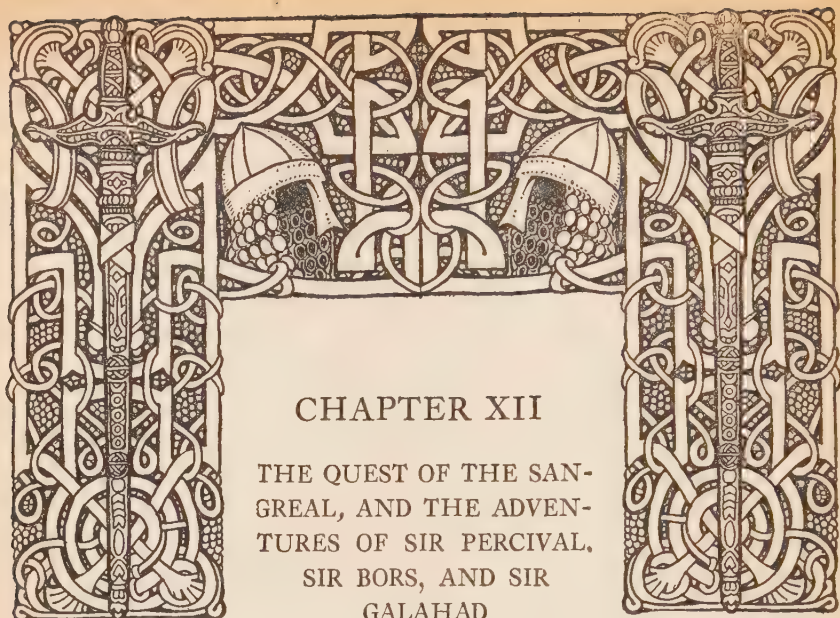 CHAPTER XII
THE QUEST OF THE SAN-
GREAL, AND THE ADVEN-
TURES OF SIR PERCIVAL,
SIR BORS, AND SIR
GALAHAD